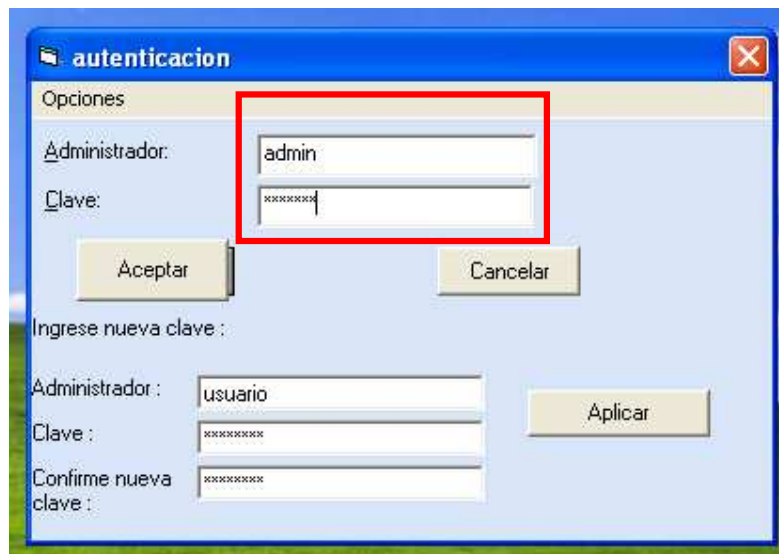 autenticacion
Opciones
Administrador: admin
Clave: *******
Aceptar Cancelar
Ingrese nueva clave :
Administrador : usuario
Aplicar
Clave : ********
Confirme nueva ********
clave :